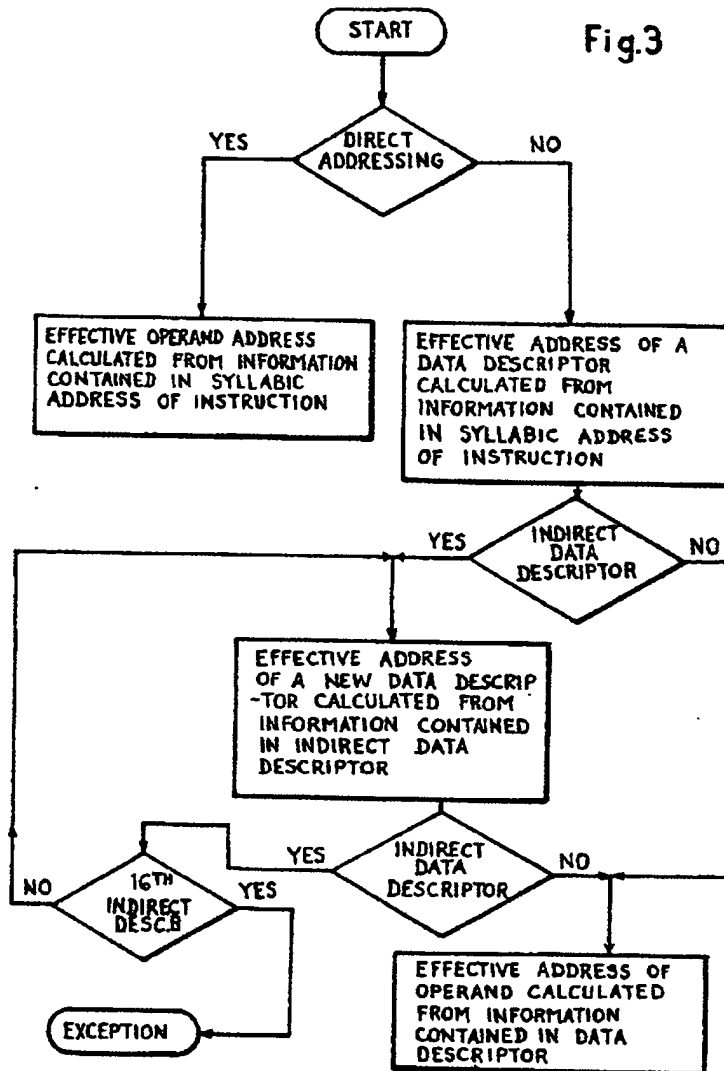 START
Fig.3
DIRECT
ADDRESSING
YES
NO
EFFECTIVE OPERAND ADDRESS
CALCULATED FROM INFORMATION
CONTAINED IN SYLLABIC
ADDRESS OF INSTRUCTION
EFFECTIVE ADDRESS OF A
DATA DESCRIPTOR
CALCULATED FROM
INFORMATION CONTAINED
IN SYLLABIC ADDRESS
OF INSTRUCTION
YES
INDIRECT
DATA
DESCRIPTOR
NO
EFFECTIVE ADDRESS
OF A NEW DATA DESCRIP
-TOR CALCULATED FROM
INFORMATION CONTAINED
IN INDIRECT DATA
DESCRIPTOR
YES
INDIRECT
DATA
DESCRIPTOR
NO
NO
16TH
INDIRECT
YES
EXCEPTION
EFFECTIVE ADDRESS OF
OPERAND CALCULATED
FROM INFORMATION
CONTAINED IN DATA
DESCRIPTOR